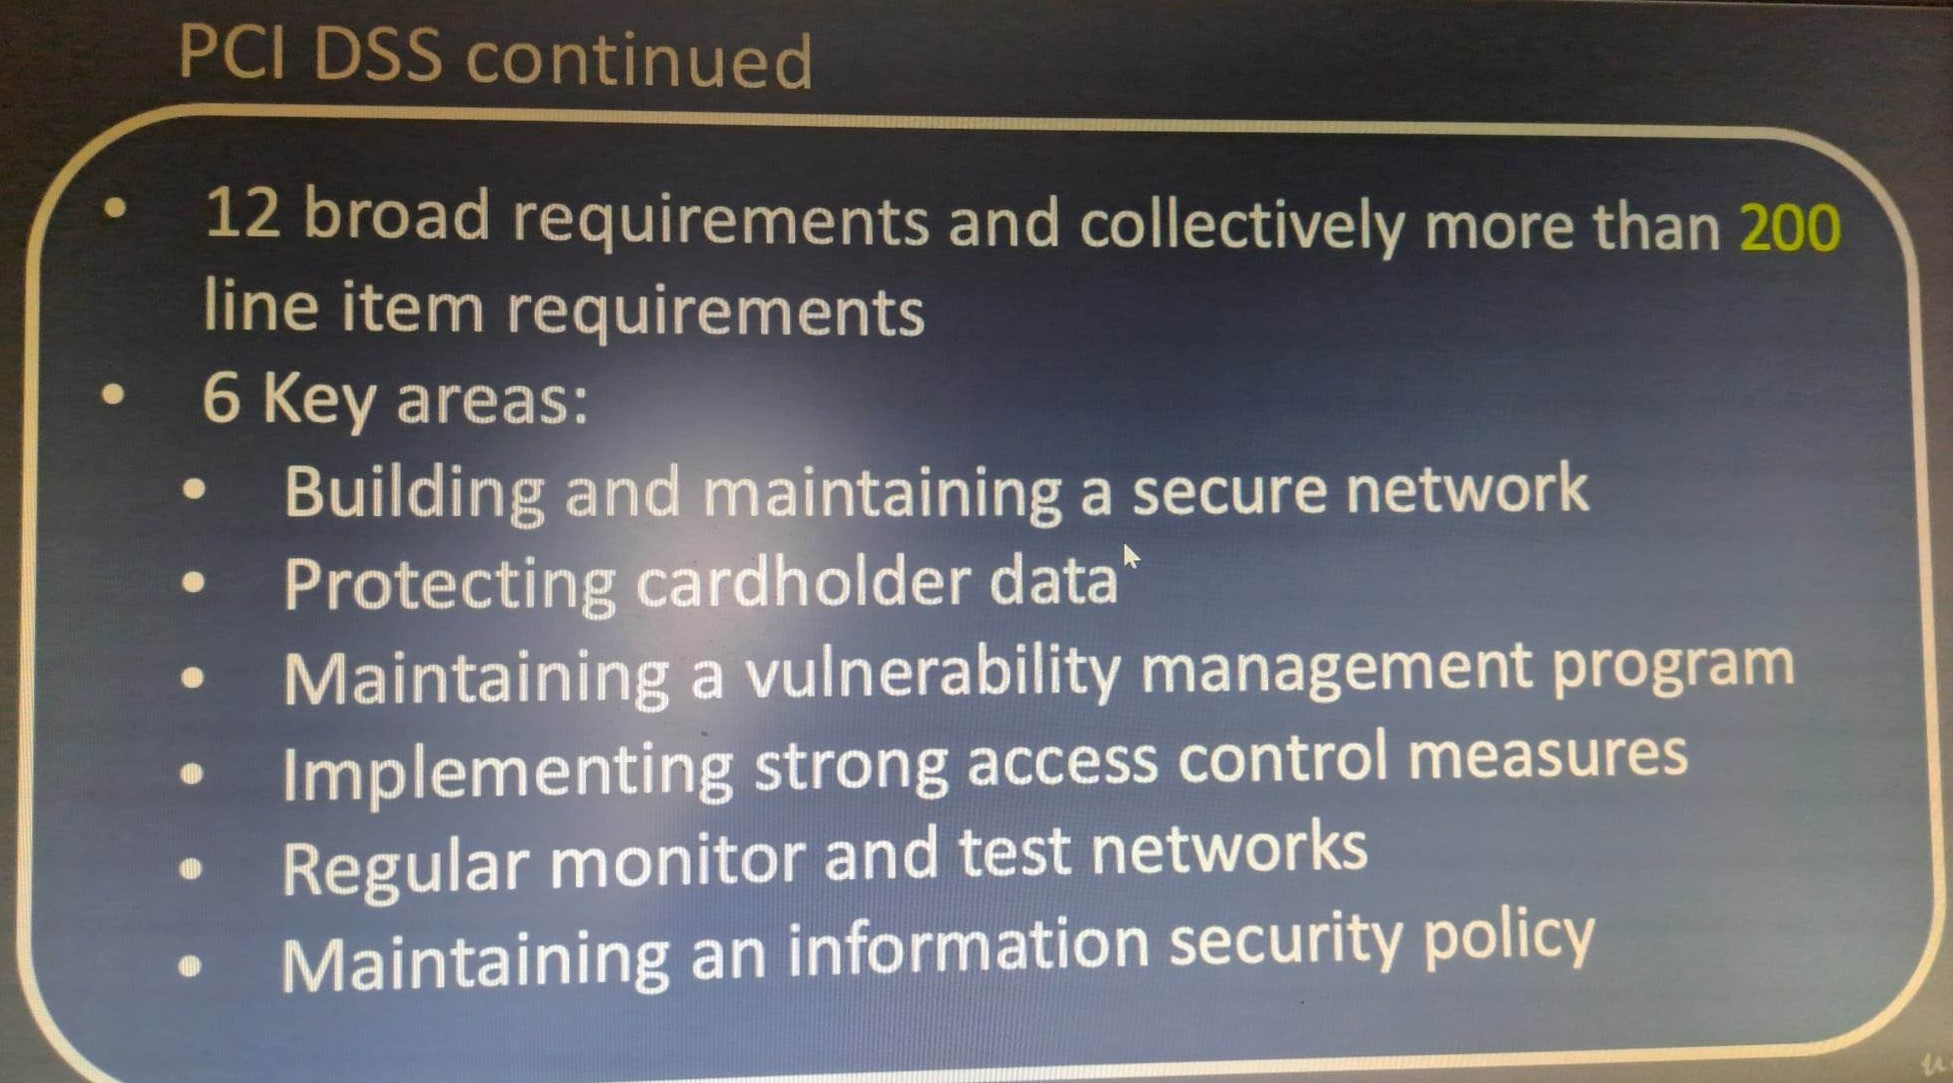 PCI DSS continued
• 12 broad requirements and collectively more than 200
line item requirements
• 6 Key areas:
• Building and maintaining a secure network
• Protecting cardholder data
• Maintaining a vulnerability management program
• Implementing strong access control measures
• Regular monitor and test networks
• Maintaining an information security policy